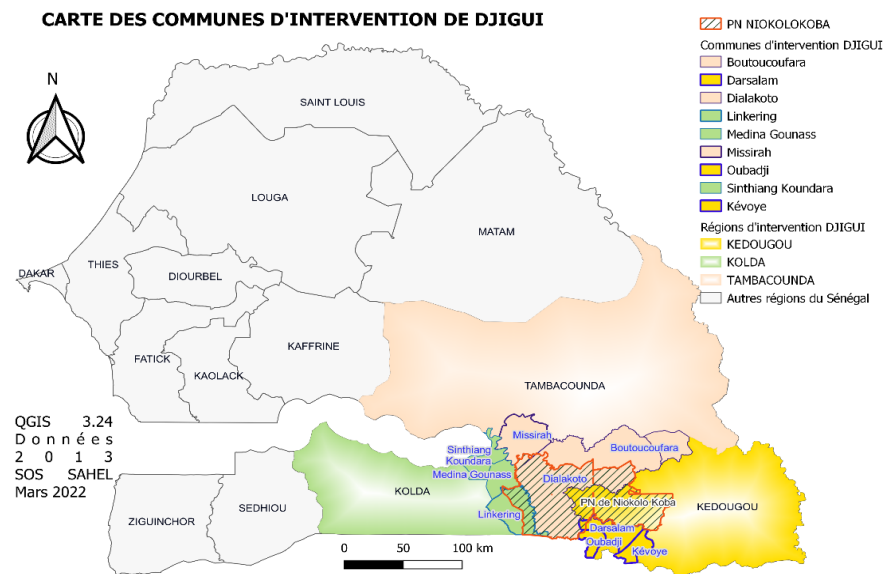 CARTE DES COMMUNES D'INTERVENTION DE DJIGUI
N
PN NIOKOLOKOBA
Communes d'intervention DJIGUI
Boutoucoufara
Darsalam
Dialakoto
Linkering
Medina Gounass
Missirah
Oubadji
Sinthiang Koundara
Kévoye
Régions d'intervention DJIGUI
KEDOUGOU
KOLDA
TAMBACOUNDA
Autres régions du Sénégal
SAINT LOUIS
LOUGA
MATAM
THIES
DAKAR
DIOURBEL
KAFFRINE
FATICK
KAOLACK
TAMBACOUNDA
Missirah
Boutoucoufara
Sinthiang
Koundara
Medina Gounass
Dialakoto
KOLDA
PN de Niokolo Koba
KEDOUGOU
Linkering
Darsalam
Oubadji
Kévoye
SEDHIOU
ZIGUINCHOR
QGIS 3.24
Données
2013
SOS SAHEL
Mars 2022
0 50 100 km